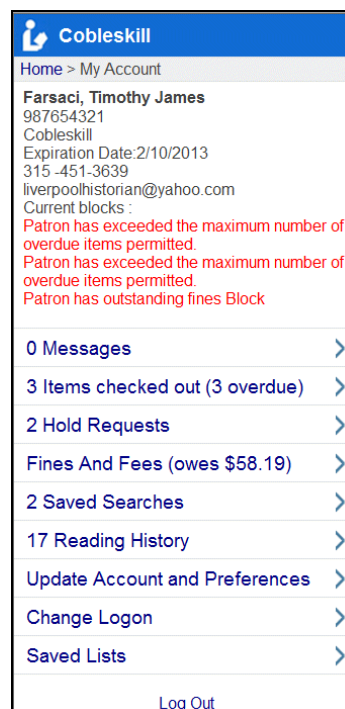 Cobleskill
Home > My Account
Farsaci, Timothy James
987654321
Cobleskill
Expiration Date:2/10/2013
315 -451-3639
liverpoolhistorian@yahoo.com
Current blocks :
Patron has exceeded the maximum number of
overdue items permitted.
Patron has exceeded the maximum number of
overdue items permitted.
Patron has outstanding fines Block
0 Messages
3 Items checked out (3 overdue)
2 Hold Requests
Fines And Fees (owes $58.19)
2 Saved Searches
17 Reading History
Update Account and Preferences
Change Logon
Saved Lists
Log Out